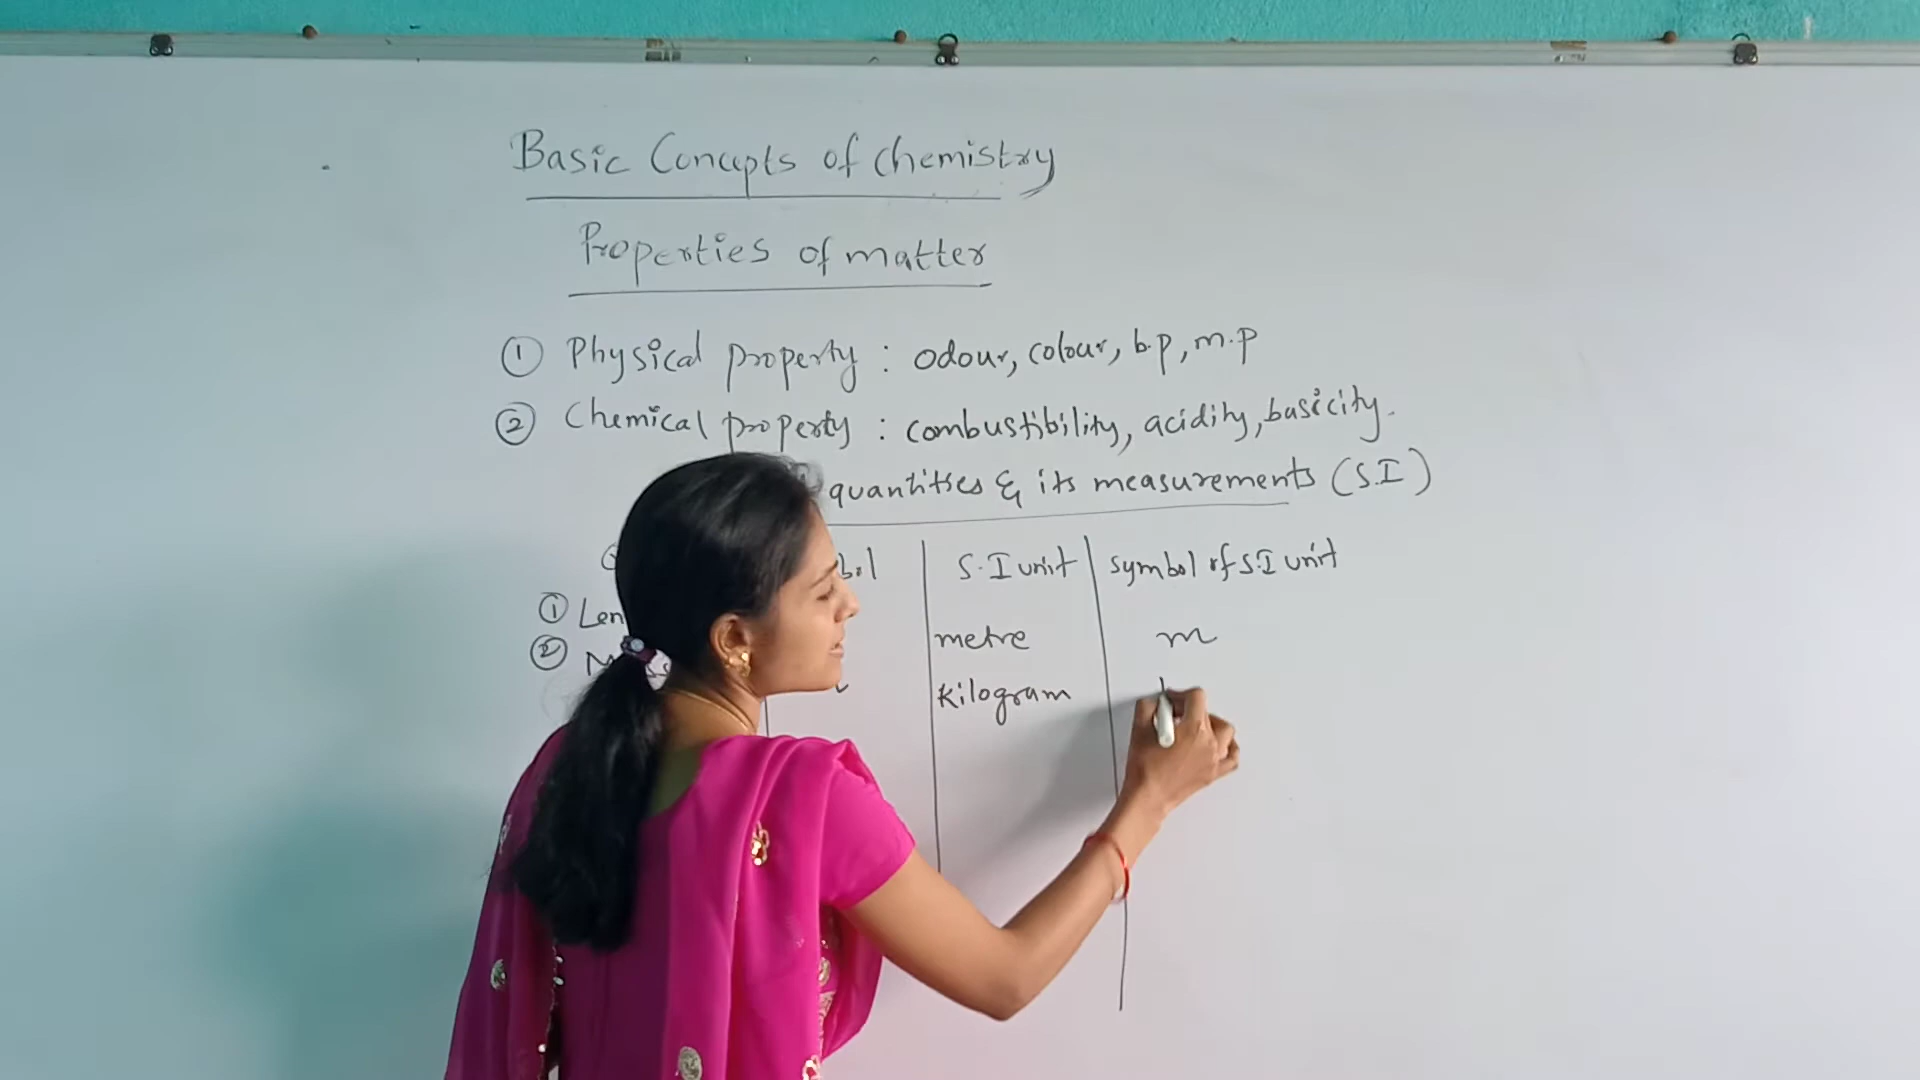 Basic Concepts of Chemistry
Properties of matter
① Physical property : odour, colour, b.p, m.p
② Chemical property : combustibility, acidity, basicity.
quantities & its measurements (S.I)
S.I unit symbol of S.I unit
① Len metre m
② Mass Kilogram